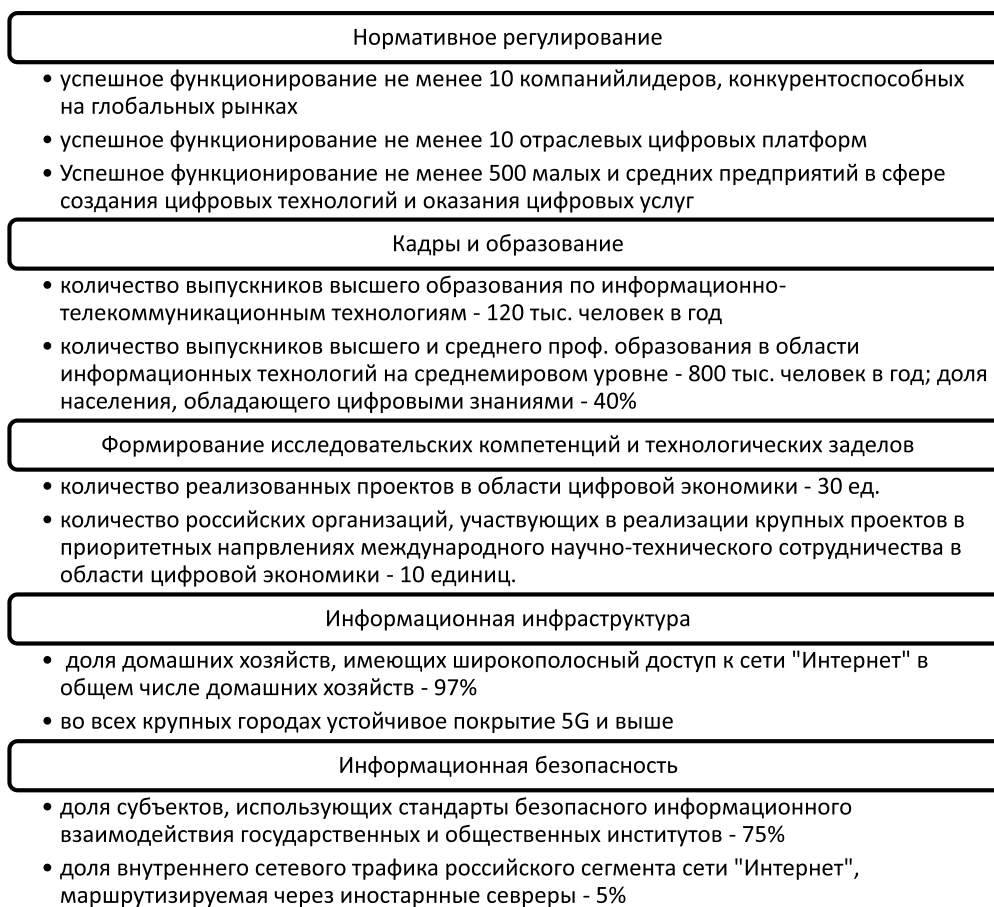 Нормативное регулирование
• успешное функционирование не менее 10 компанийлидеров, конкурентоспособных
на глобальных рынках
• успешное функционирование не менее 10 отраслевых цифровых платформ
• Успешное функционирование не менее 500 малых и средних предприятий в сфере
создания цифровых технологий и оказания цифровых услуг
Кадры и образование
• количество выпускников высшего образования по информационно-
телекоммуникационным технологиям - 120 тыс. человек в год
• количество выпускников высшего и среднего проф. образования в области
информационных технологий на среднемировом уровне - 800 тыс. человек в год; доля
населения, обладающего цифровыми знаниями - 40%
Формирование исследовательских компетенций и технологических заделов
• количество реализованных проектов в области цифровой экономики - 30 ед.
• количество российских организаций, участвующих в реализации крупных проектов в
приоритетных напрвлениях международного научно-технического сотрудничества в
области цифровой экономики - 10 единиц.
Информационная инфраструктура
• доля домашних хозяйств, имеющих широкополосный доступ к сети "Интернет" в
общем числе домашних хозяйств - 97%
• во всех крупных городах устойчивое покрытие 5G и выше
Информационная безопасность
• доля субъектов, использующих стандарты безопасного информационного
взаимодействия государственных и общественных институтов - 75%
• доля внутреннего сетевого трафика российского сегмента сети "Интернет",
маршрутизируемая через иностарнные севреры - 5%